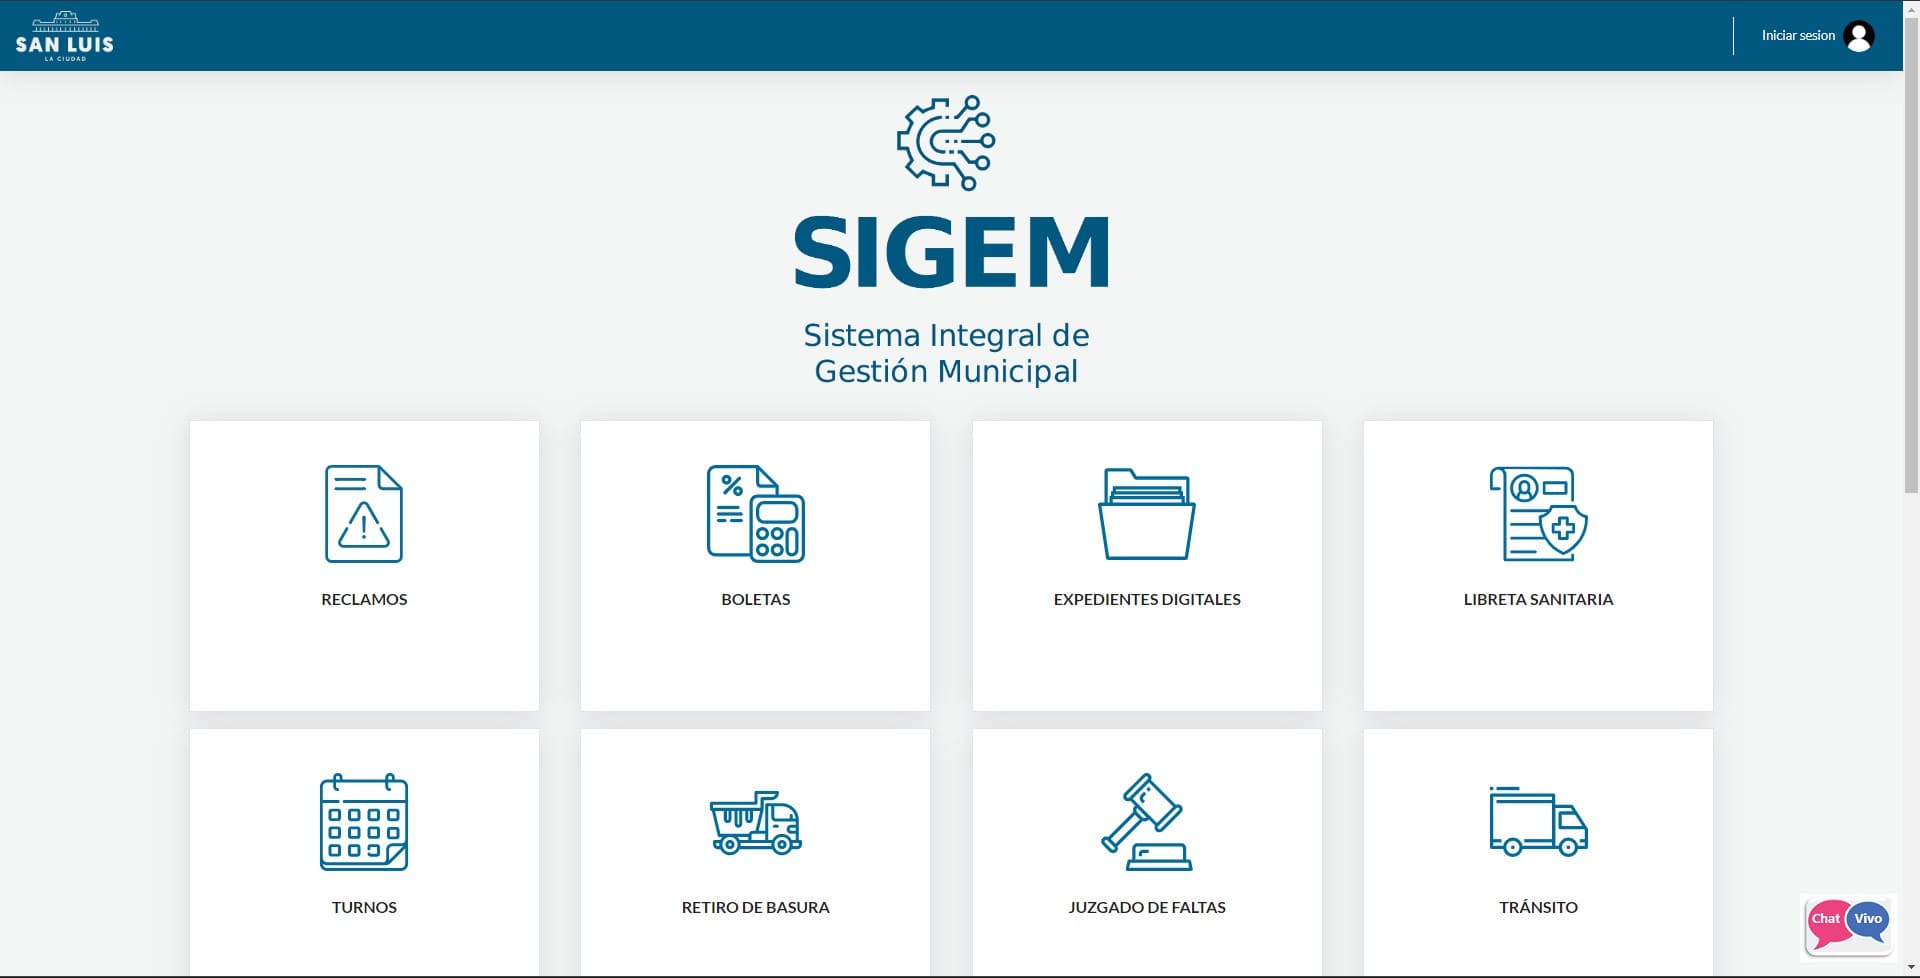 SAN LUIS
LA CIUDAD
Iniciar sesion
SIGEM
Sistema Integral de
Gestión Municipal
%
RECLAMOS
BOLETAS
EXPEDIENTES DIGITALES
LIBRETA SANITARIA
TURNOS
RETIRO DE BASURA
JUZGADO DE FALTAS
TRÁNSITO
Chat Vivo